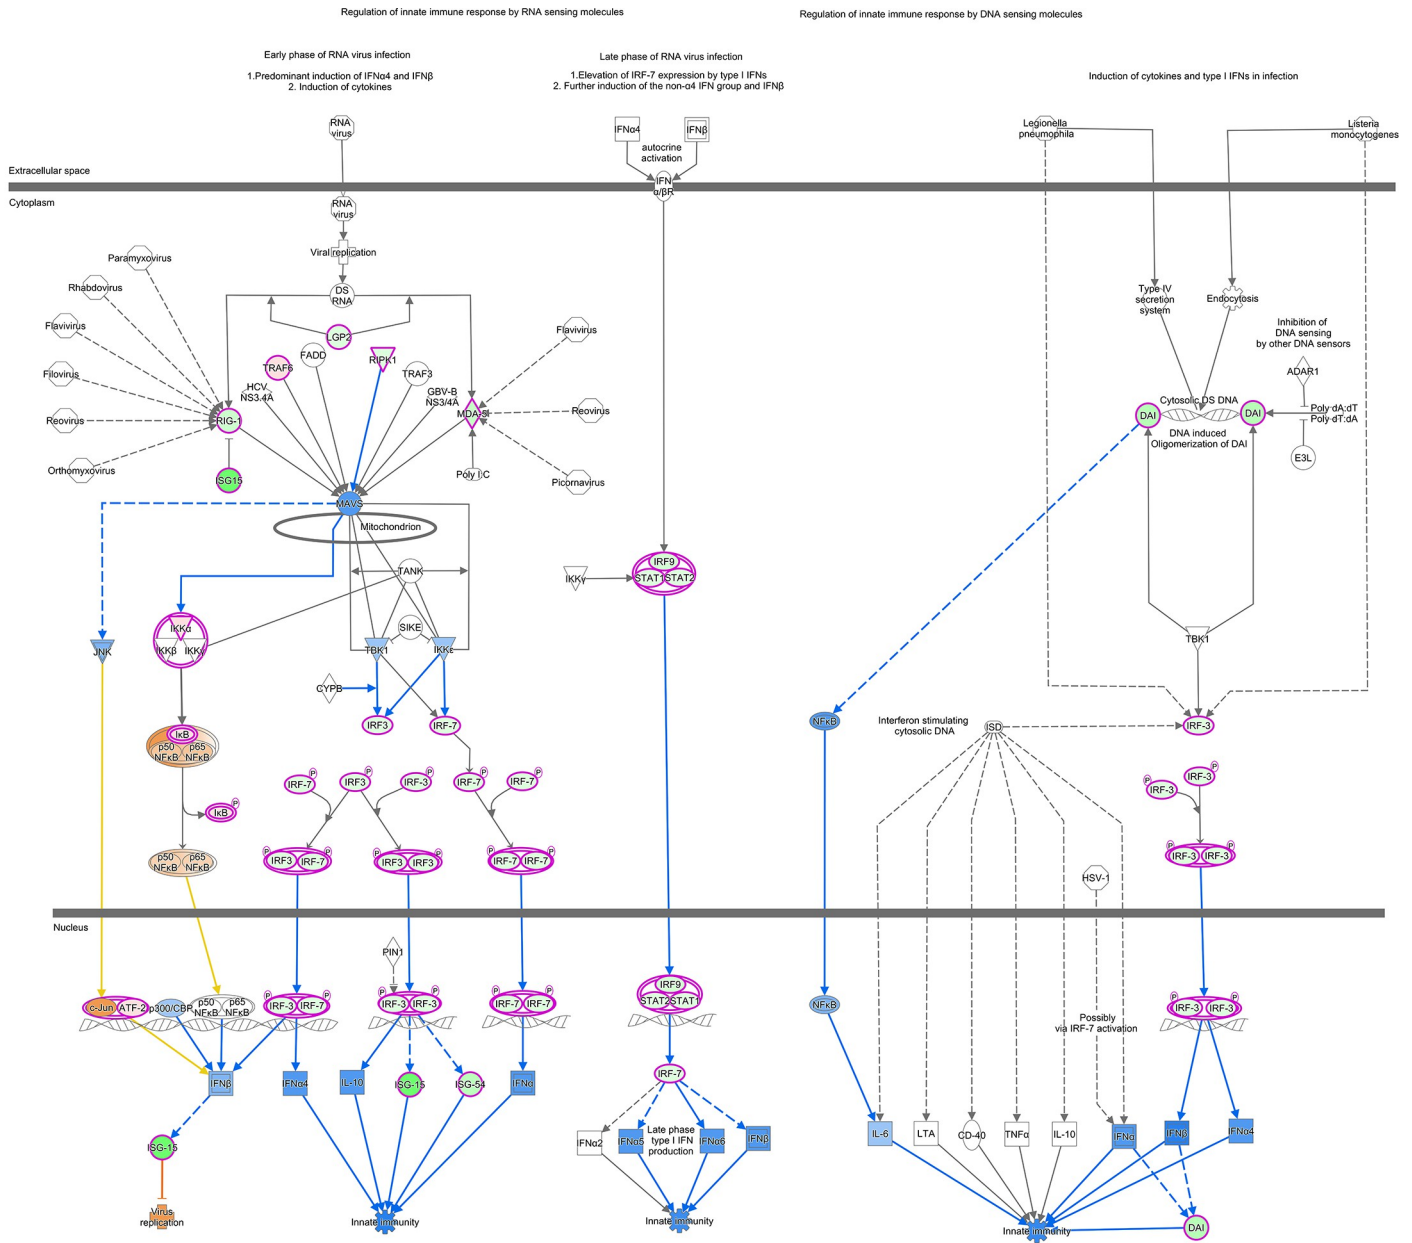 Regulation of innate immune response by RNA sensing molecules
Regulation of innate immune response by DNA sensing molecules
Early phase of RNA virus infection
1.Predominant induction of IFNα4 and IFNβ
2. Induction of cytokines
Late phase of RNA virus infection
1.Elevation of IRF-7 expression by type I IFNs
2. Further induction of the non-α4 IFN group and IFNβ
Induction of cytokines and type I IFNs in infection
RNA
virus
IFNα4
IFNβ
autocrine
activation
Legionella
pneumophila
Listeria
monocytogenes
Extracellular space
IFN
α/βR
Cytoplasm
RNA
virus
Viral replication
DS
RNA
Paramyxovirus
Rhabdovirus
Flavivirus
Filovirus
Reovirus
Orthomyxovirus
LGP2
TRAF6
FADD
RIPK1
TRAF3
HCV
NS3.4A
GBV-B
NS3/4A
RIG-1
MDA-5
ISG15
Poly I:C
Flavivirus
Reovirus
Picornavirus
Type IV
secretion
system
Endocytosis
Inhibition of
DNA sensing
by other DNA sensors
ADAR1
Cytosolic DS DNA
DAI
DAI
Poly dA:dT
Poly dT:dA
DNA induced
Oligomerization of DAI
E3L
MAVS
Mitochondrion
TANK
IKKγ
IRF9
STAT1
STAT2
IKKα
IKKβ
IKKγ
JNK
SIKE
TBK1
IKKε
TBK1
CYPB
IRF3
IRF-7
NFκB
Interferon stimulating
cytosolic DNA
ISD
IRF-3
IκB
p50
NFκB
p65
NFκB
IRF-7
P
IRF3
P
IRF-3
P
IRF-7
P
IRF-7
P
P
IRF-3
IRF-3
P
IκB
P
p50
NFκB
p65
NFκB
P
IRF3
IRF-7
P
P
IRF3
IRF3
P
P
IRF-7
IRF-7
P
P
IRF-3
IRF-3
P
HSV-1
Nucleus
PIN1
c-Jun
ATF-2
p300/CBP
p50
NFκB
p65
NFκB
P
IRF-3
IRF-7
P
P
IRF-3
IRF-3
P
P
IRF-7
IRF-7
P
IRF9
STAT2
STAT1
NFκB
Possibly
via IRF-7 activation
P
IRF-3
IRF-3
P
IFNβ
IFNα4
IL-10
ISG-15
ISG-54
IFNα
IRF-7
ISG-15
IFNα2
IFNα5
Late phase
type I IFN
production
IFNα6
IFNβ
IL-6
LTA
CD-40
TNFα
IL-10
IFNα
IFNβ
IFNα4
Virus
replication
Innate immunity
Innate immunity
Innate immunity
DAI